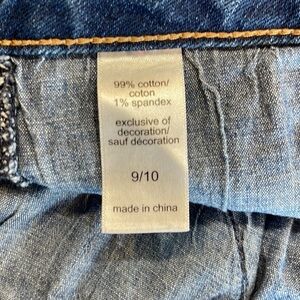 99% cotton/
coton
1% spandex
exclusive of
decoration/
sauf décoration
9/10
made in china